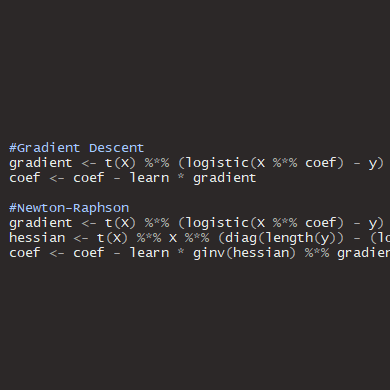 #Gradient Descent
gradient <- t(X) %*% (logistic(X %*% coef) - y)
coef <- coef - learn * gradient
#Newton-Raphson
gradient <- t(X) %*% (logistic(X %*% coef) - y)
hessian <- t(X) %*% X %*% (diag(length(y)) - (lo
coef <- coef - learn * ginv(hessian) %*% gradien